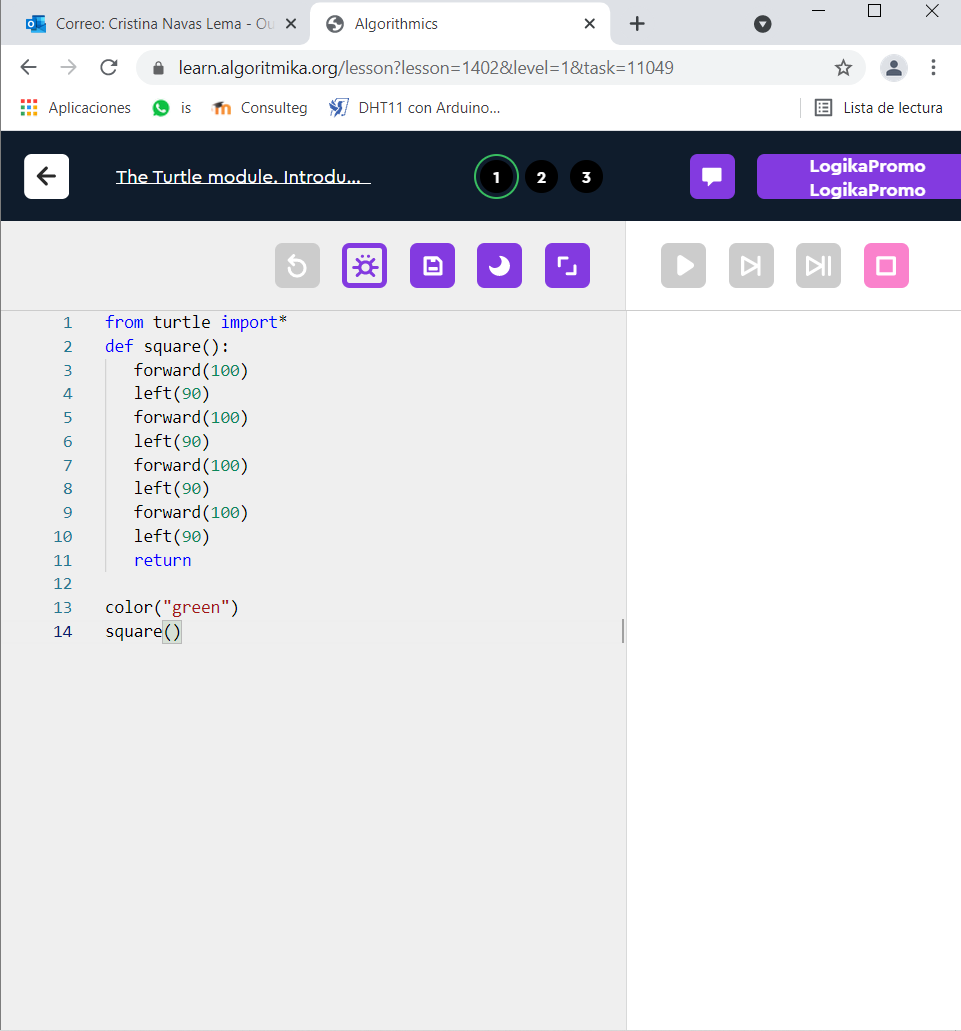 Correo: Cristina Navas Lema - Ou
Algorithmics
learn.algoritmika.org/lesson?lesson=1402&level=1&task=11049
Aplicaciones
is
Consulteg
DHT11 con Arduino...
Lista de lectura
The Turtle module. Introdu...
1
2
3
LogikaPromo
LogikaPromo
1 from turtle import*
2 def square():
3 forward(100)
4 left(90)
5 forward(100)
6 left(90)
7 forward(100)
8 left(90)
9 forward(100)
10 left(90)
11 return
12
13 color("green")
14 square()